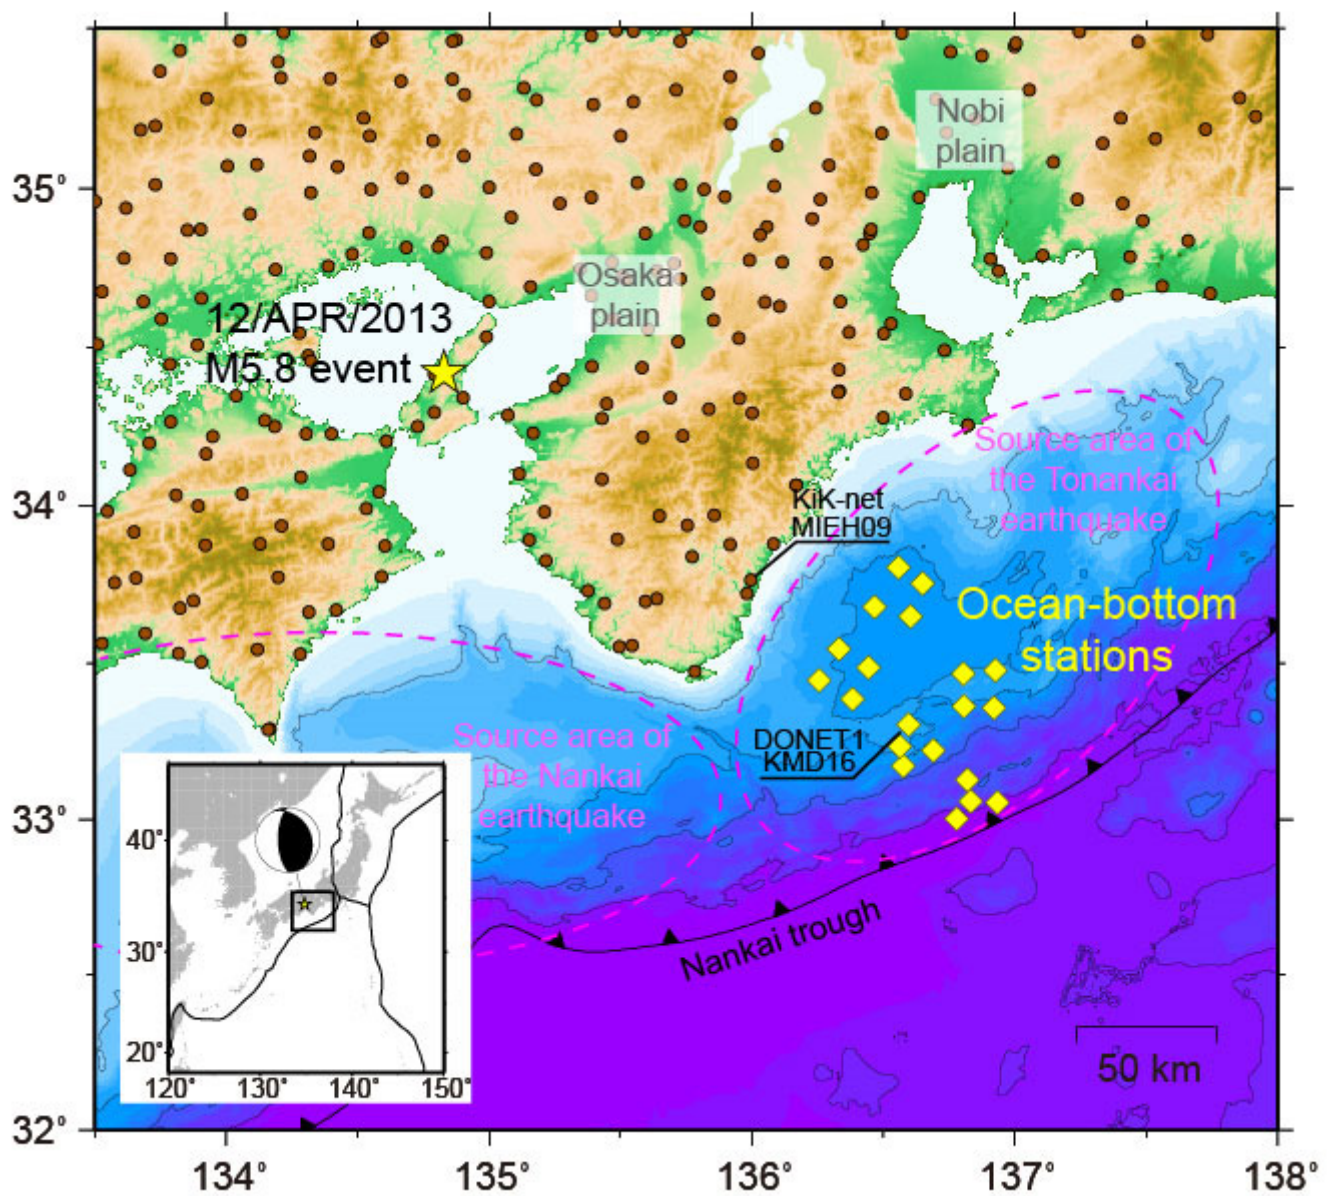 Nobi
plain
35°
Osaka
plain
12/APR/2013
M5.8 event
Source area of
the Tonankai
earthquake
34°
KiK-net
MIEH09
Ocean-bottom
stations
Source area of
the Nankai
earthquake
DONET1
KMD16
33°
Nankai trough
40°
30°
20°
120°
130°
140°
150°
50 km
32°
134°
135°
136°
137°
138°